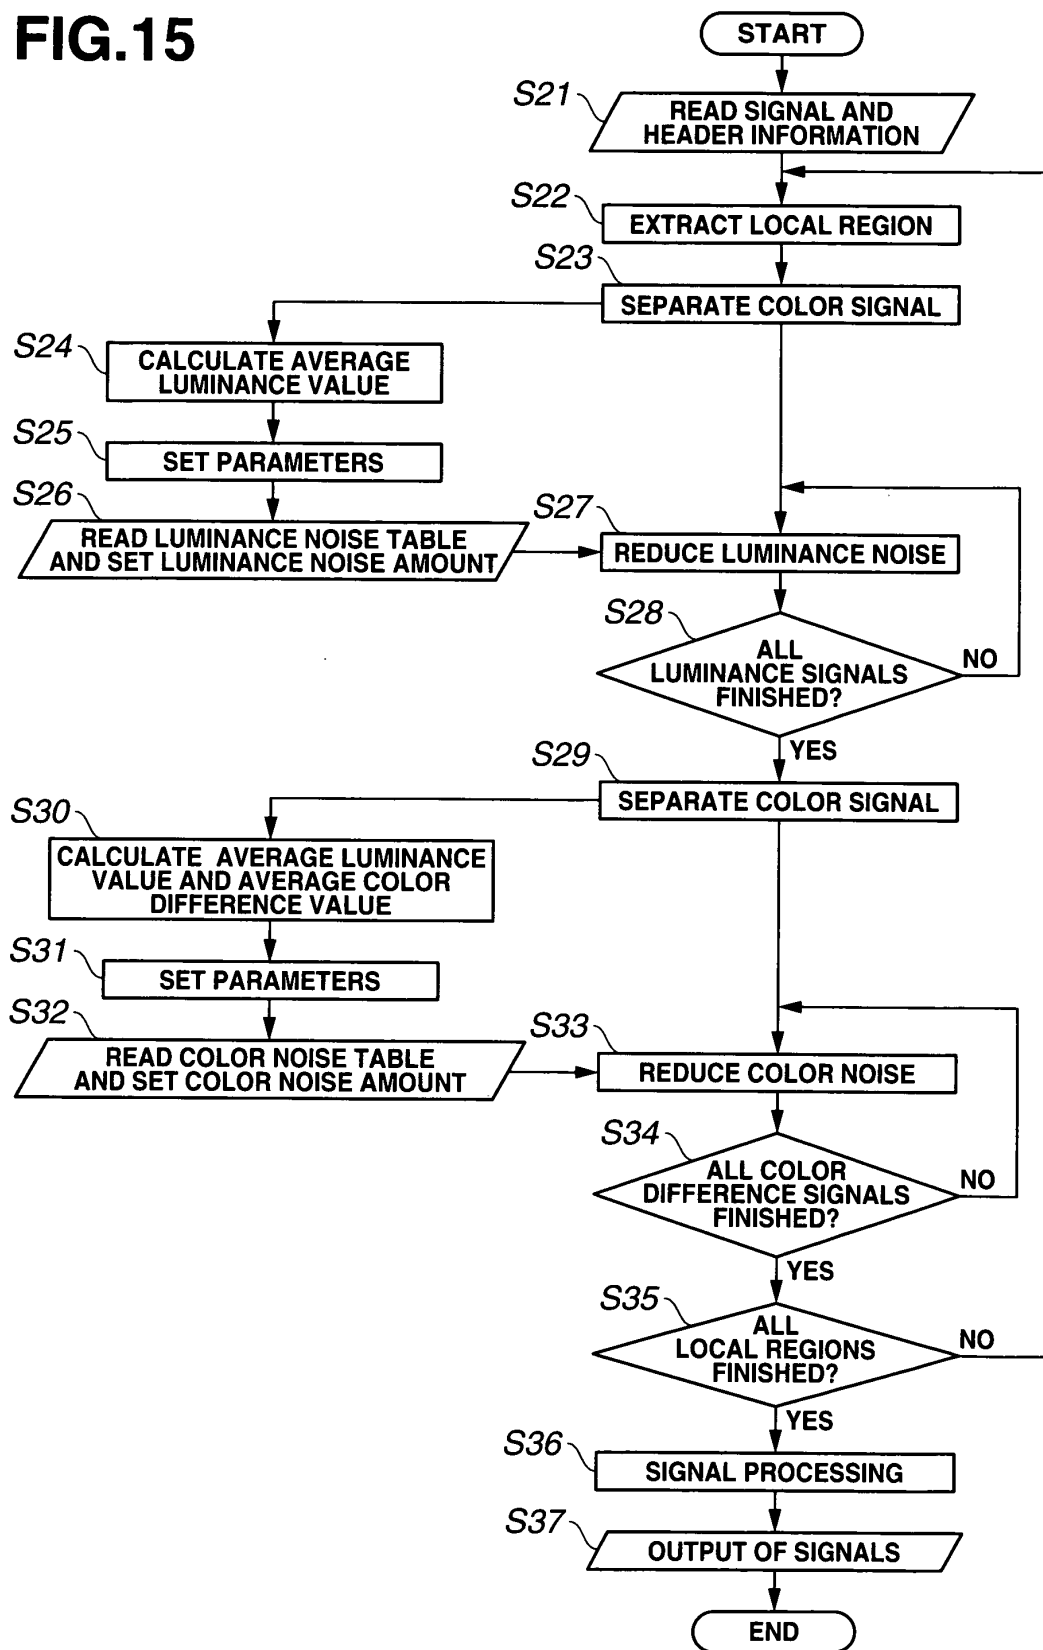 FIG.15
START
S21
READ SIGNAL AND
HEADER INFORMATION
S22
EXTRACT LOCAL REGION
S23
SEPARATE COLOR SIGNAL
S24
CALCULATE AVERAGE
LUMINANCE VALUE
S25
SET PARAMETERS
S26
READ LUMINANCE NOISE TABLE
AND SET LUMINANCE NOISE AMOUNT
S27
REDUCE LUMINANCE NOISE
S28
ALL
LUMINANCE SIGNALS
FINISHED?
NO
YES
S29
SEPARATE COLOR SIGNAL
S30
CALCULATE AVERAGE LUMINANCE
VALUE AND AVERAGE COLOR
DIFFERENCE VALUE
S31
SET PARAMETERS
S32
READ COLOR NOISE TABLE
AND SET COLOR NOISE AMOUNT
S33
REDUCE COLOR NOISE
S34
ALL COLOR
DIFFERENCE SIGNALS
FINISHED?
NO
YES
S35
ALL
LOCAL REGIONS
FINISHED?
NO
YES
S36
SIGNAL PROCESSING
S37
OUTPUT OF SIGNALS
END